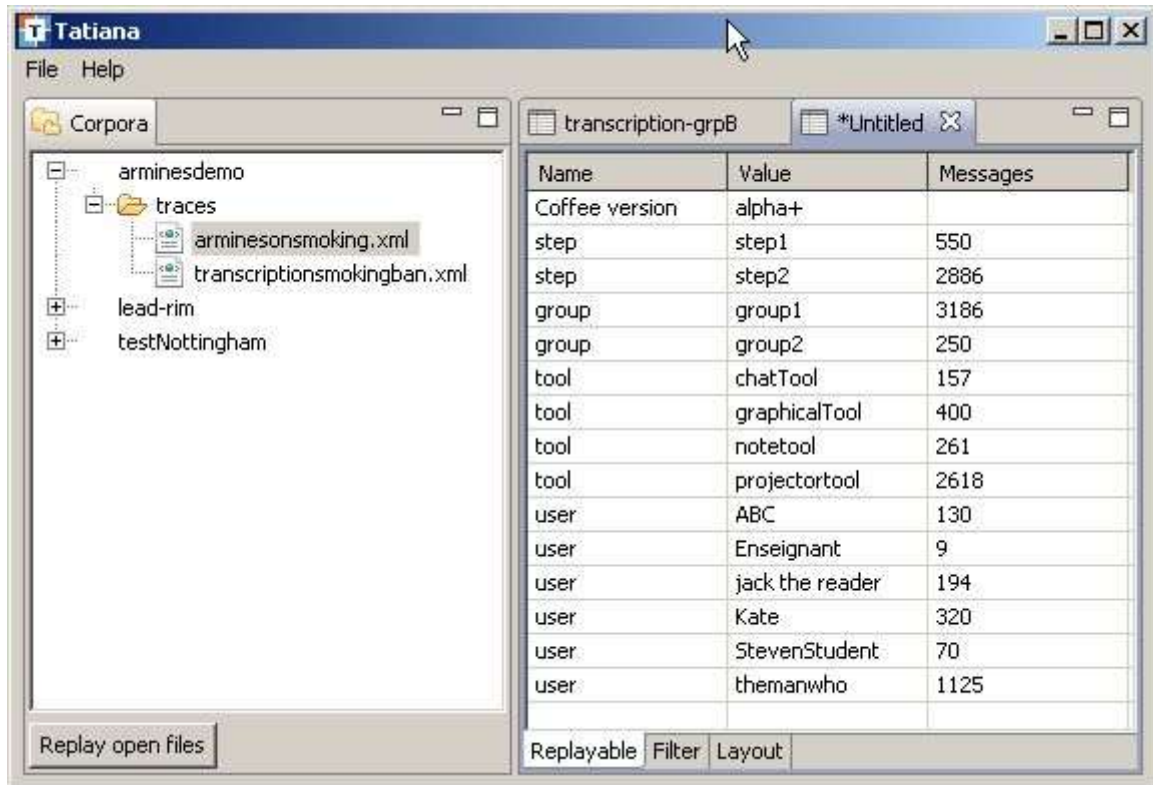 Tatiana
File Help
Corpora
arminesdemo
traces
arminesonsmoking.xml
transcriptionsmokingban.xml
lead-rim
testNottingham
Replay open files
transcription-grpB *Untitled
Name Value Messages
Coffee version alpha+
step step1 550
step step2 2886
group group1 3186
group group2 250
tool chatTool 157
tool graphicalTool 400
tool notetool 261
tool projectortool 2618
user ABC 130
user Enseignant 9
user jack the reader 194
user Kate 320
user StevenStudent 70
user themanwho 1125
Replayable Filter Layout